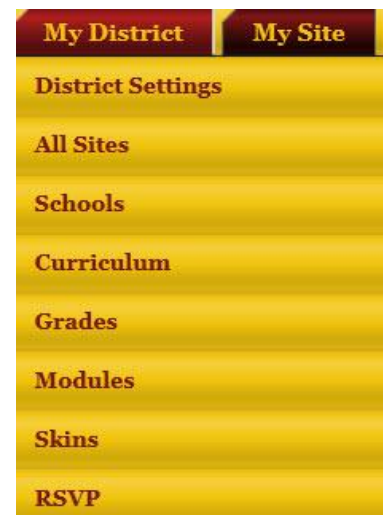 My District My Site
District Settings
All Sites
Schools
Curriculum
Grades
Modules
Skins
RSVP